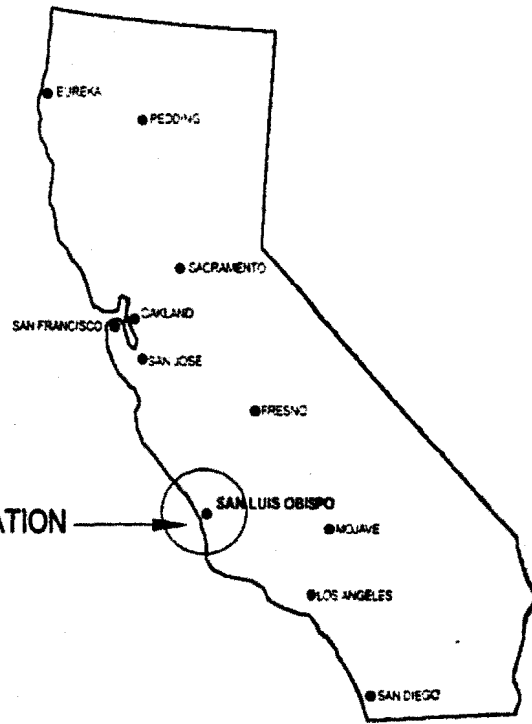 EUREKA
REDDING
SACRAMENTO
OAKLAND
SAN FRANCISCO
SAN JOSE
FRESNO
SAN LUIS OBISPO
ATION
MOJAVE
LOS ANGELES
SAN DIEGO